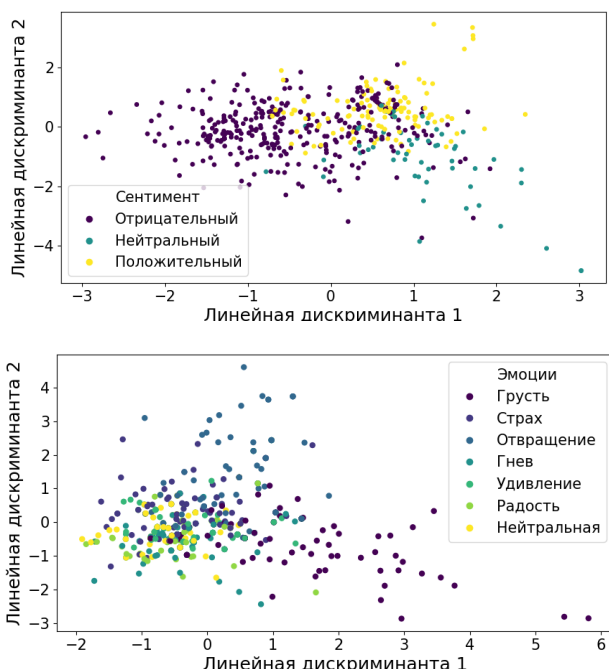 Линейная дискриминанта 2
2
0
−2
−4
Сентимент
Отрицательный
Нейтральный
Положительный
−3 −2 −1 0 1 2 3
Линейная дискриминанта 1
Линейная дискриминанта 2
4
3
2
1
0
−1
−2
−3
Эмоции
Грусть
Страх
Отвращение
Гнев
Удивление
Радость
Нейтральная
−2 −1 0 1 2 3 4 5 6
Линейная дискриминанта 1